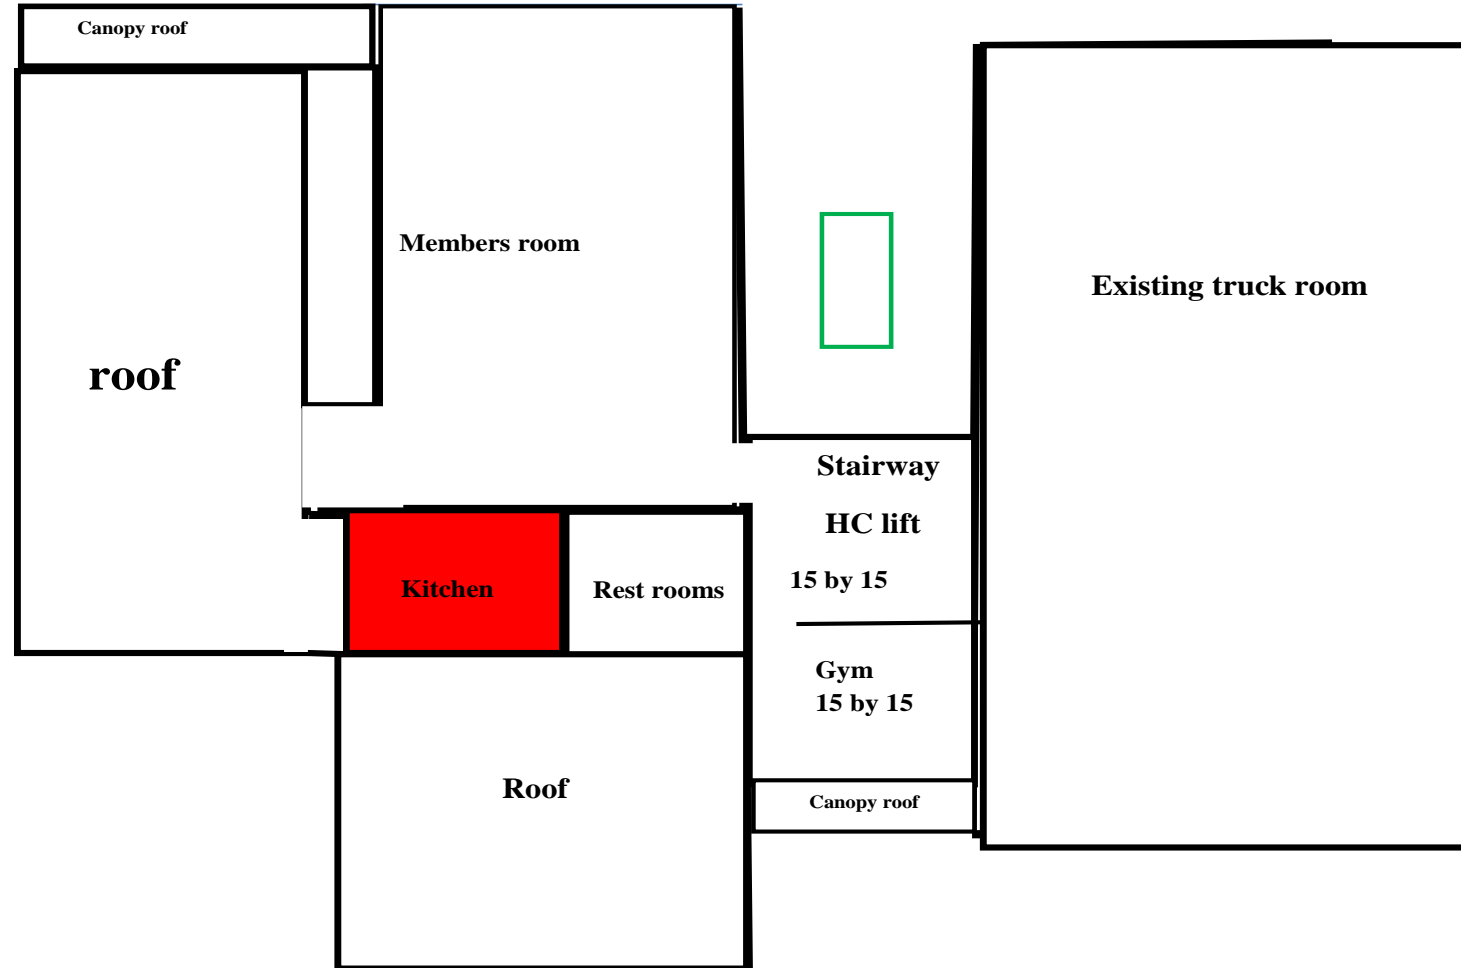 Canopy roof
Members room
Existing truck room
roof
Stairway
HC lift
15 by 15
Kitchen
Rest rooms
Gym
15 by 15
Roof
Canopy roof